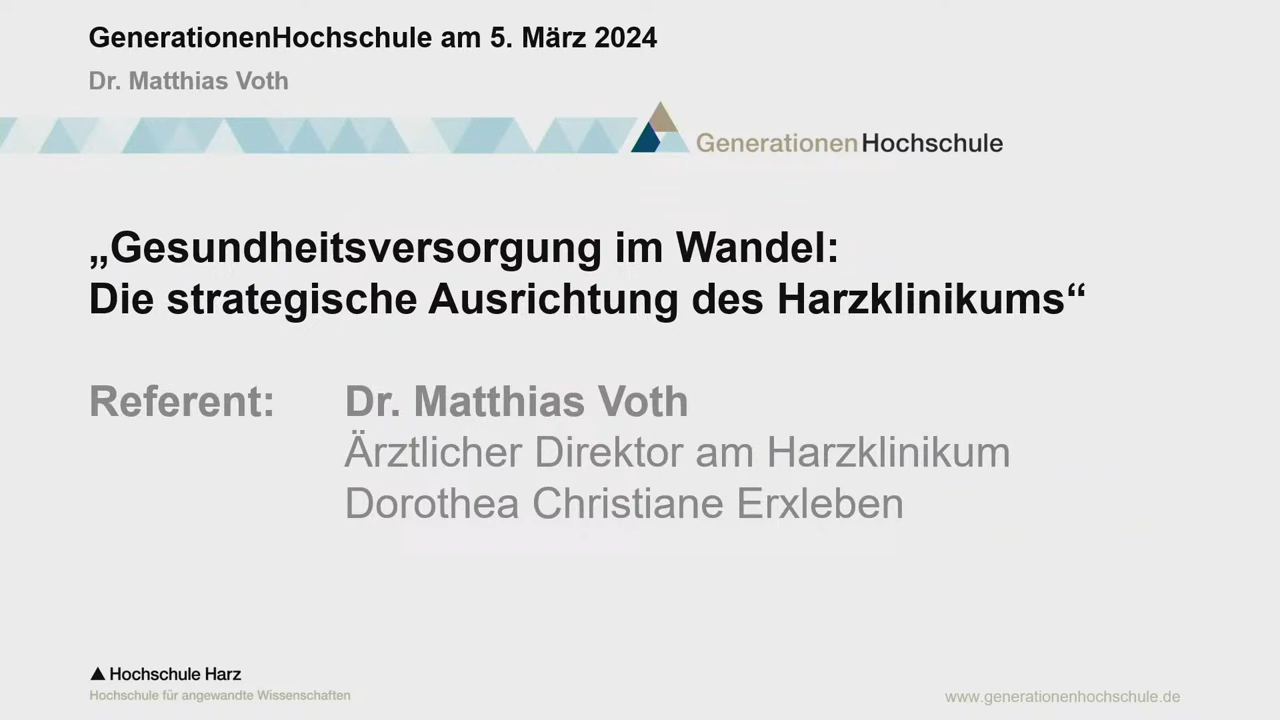 GenerationenHochschule am 5. März 2024
Dr. Matthias Voth
GenerationenHochschule
„Gesundheitsversorgung im Wandel:
Die strategische Ausrichtung des Harzklinikums“
Referent: Dr. Matthias Voth
Ärztlicher Direktor am Harzklinikum
Dorothea Christiane Erxleben
Hochschule Harz
Hochschule für angewandte Wissenschaften
www.generationenhochschule.de